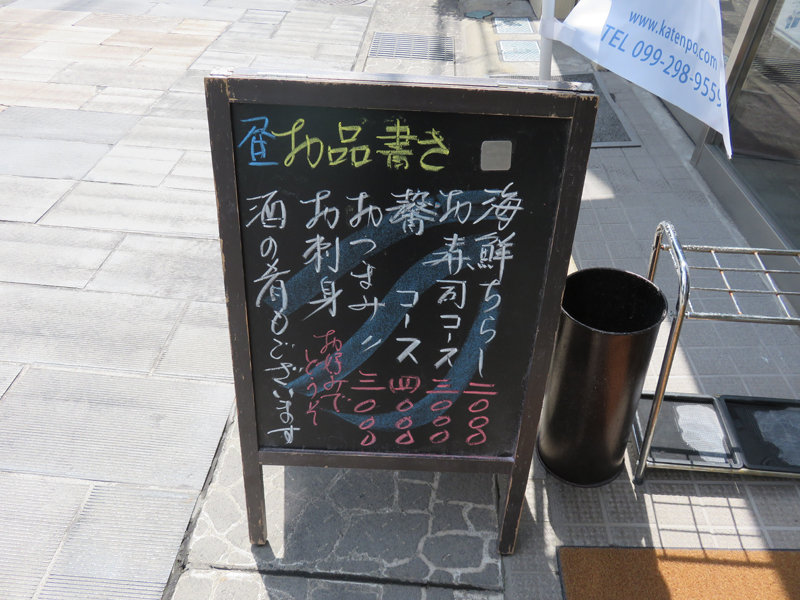 www.katenpo.com
TEL 099-298-9559
昼お品書き
海鮮ちらし 二〇〇〇
お寿司コース 三〇〇〇
馨 コース 四〇〇〇
おつまみ〃 三〇〇〇
お刺身 お好みで
どうぞ
酒の肴もございます